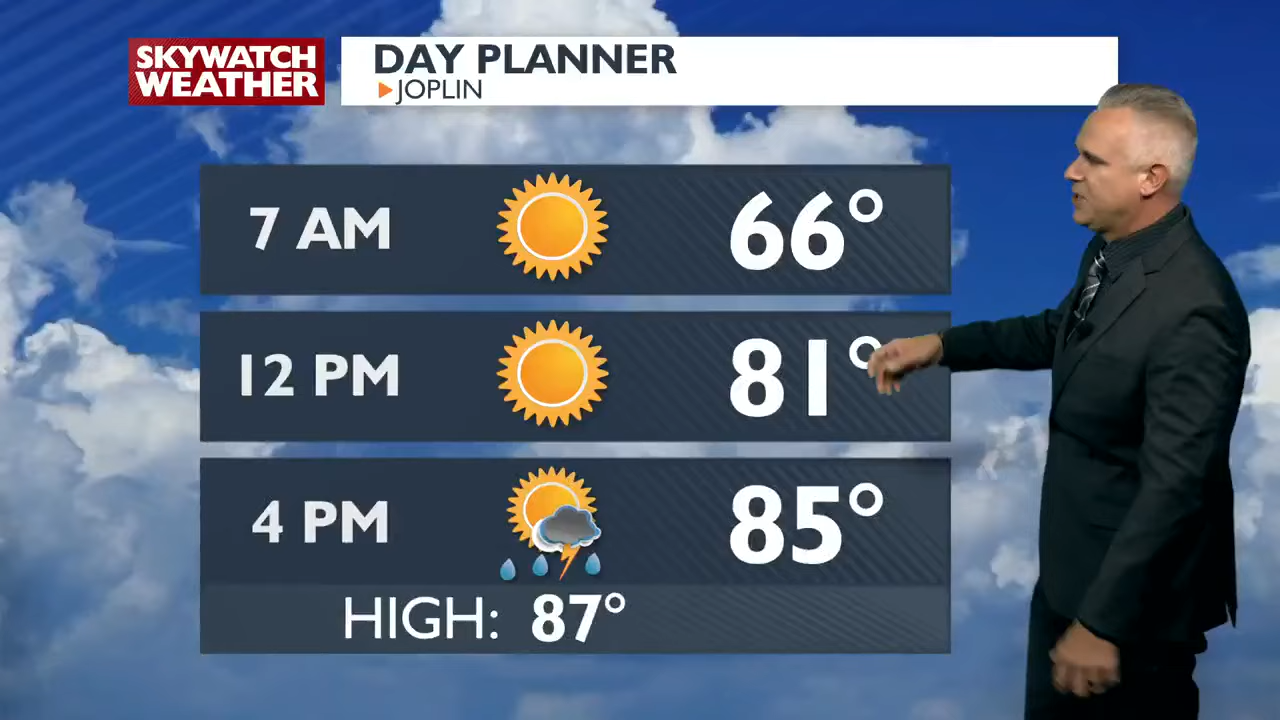 SKYWATCH
WEATHER
DAY PLANNER
JOPLIN
7 AM
66°
12 PM
81°
4 PM
85°
HIGH: 87°